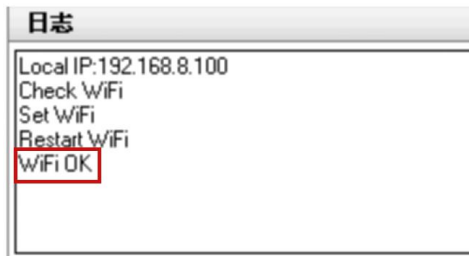 日志
Local IP:192.168.8.100
Check WiFi
Set WiFi
Restart WiFi
WiFi OK